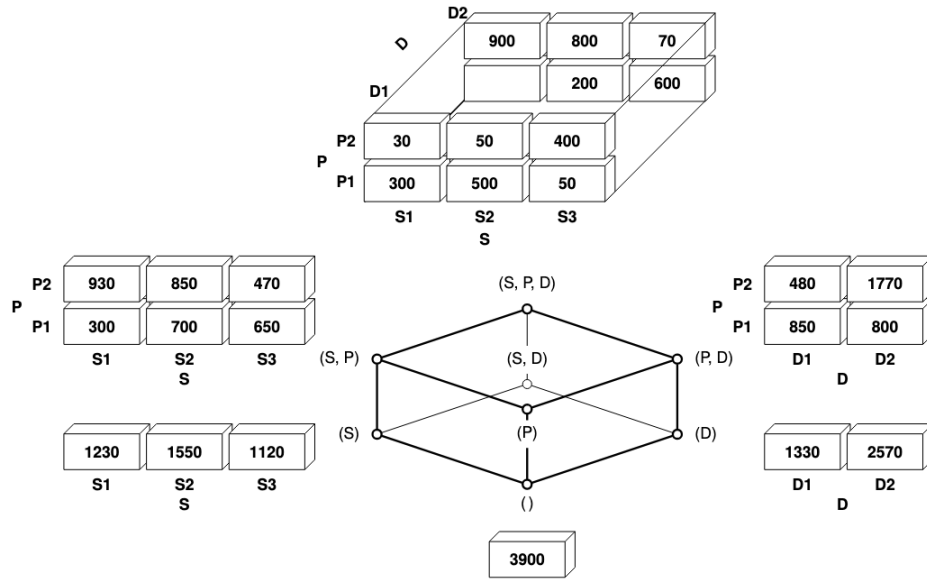 D2
900 800 70
D
D1
200 600
P2 30 50 400
P
P1 300 500 50
S1 S2 S3
S
P2 930 850 470
P
P1 300 700 650
S1 S2 S3
S
(S, P, D)
(S, P) (S, D) (P, D)
(S) (P) (D)
( )
P2 480 1770
P
P1 850 800
D1 D2
D
1230 1550 1120
S1 S2 S3
S
1330 2570
D1 D2
D
3900